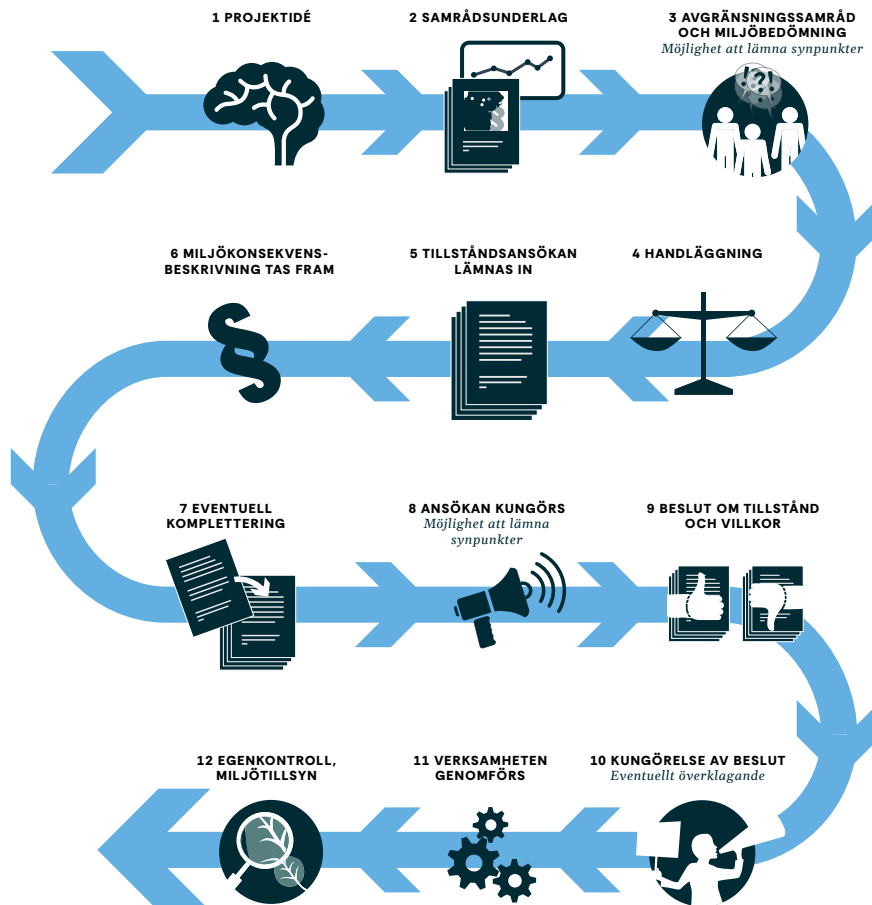 1 PROJEKTIDÉ
2 SAMRÅDSUNDERLAG
3 AVGRÄNSNINGSSAMRÅD
OCH MILJÖBEDÖMNING
Möjlighet att lämna synpunkter
!?!
4 HANDLÄGGNING
5 TILLSTÅNDSANSÖKAN
LÄMNAS IN
6 MILJÖKONSEKVENS-
BESKRIVNING TAS FRAM
§
7 EVENTUELL
KOMPLETTERING
8 ANSÖKAN KUNGÖRS
Möjlighet att lämna
synpunkter
9 BESLUT OM TILLSTÅND
OCH VILLKOR
10 KUNGÖRELSE AV BESLUT
Eventuellt överklagande
11 VERKSAMHETEN
GENOMFÖRS
12 EGENKONTROLL,
MILJÖTILLSYN